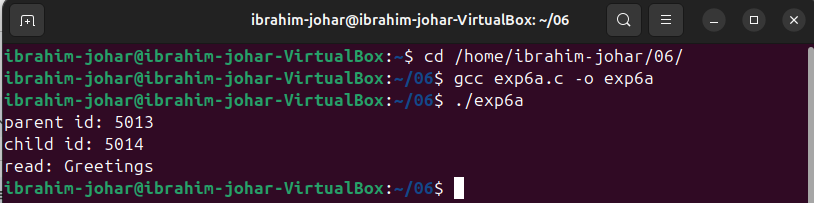 ibrahim-johar@ibrahim-johar-VirtualBox: ~/06
ibrahim-johar@ibrahim-johar-VirtualBox:~$ cd /home/ibrahim-johar/06/
ibrahim-johar@ibrahim-johar-VirtualBox:~/06$ gcc exp6a.c -o exp6a
ibrahim-johar@ibrahim-johar-VirtualBox:~/06$ ./exp6a
parent id: 5013
child id: 5014
read: Greetings
ibrahim-johar@ibrahim-johar-VirtualBox:~/06$